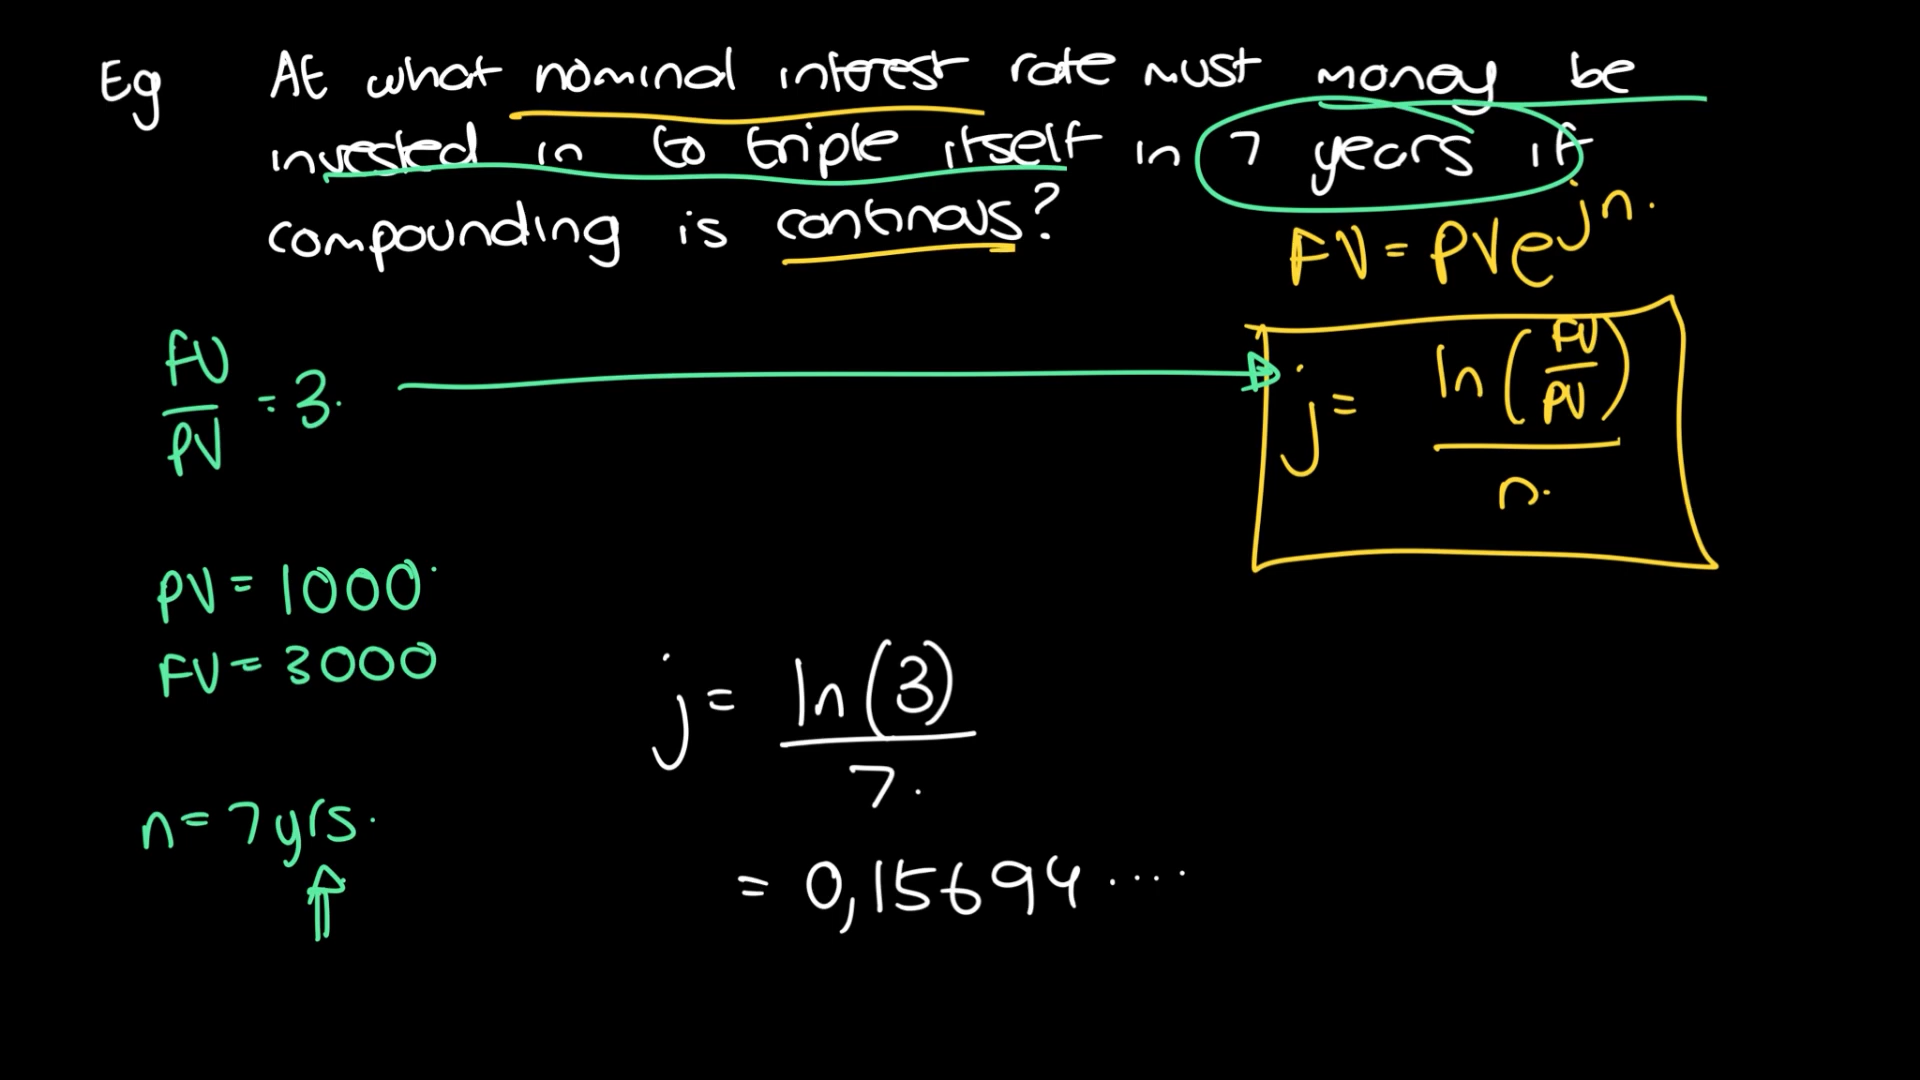 Eg At what nominal interest rate must money be
invested in to triple itself in 7 years if
compounding is continous?
FV = PVe^{jn}.
FV/PV = 3.
j = ln(FV/PV)/n.
PV = 1000.
FV = 3000
j = ln(3)/7.
n = 7yrs.
= 0,15694....